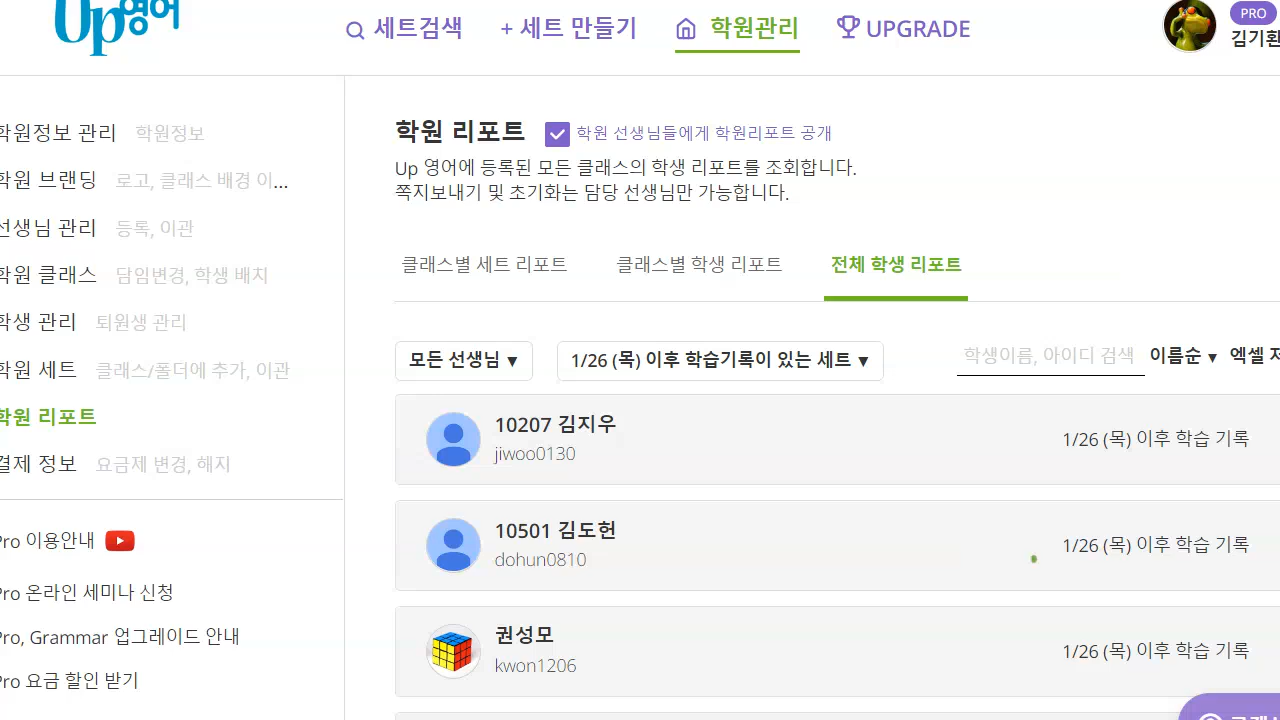 Up영어
세트검색
+ 세트 만들기
학원관리
UPGRADE
PRO
김기환
학원정보 관리 학원정보
학원 브랜딩 로고, 클래스 배경 이...
선생님 관리 등록, 이관
학원 클래스 담임변경, 학생 배치
학생 관리 퇴원생 관리
학원 세트 클래스/폴더에 추가, 이관
학원 리포트
결제 정보 요금제 변경, 해지
Pro 이용안내
Pro 온라인 세미나 신청
Pro, Grammar 업그레이드 안내
Pro 요금 할인 받기
학원 리포트 학원 선생님들에게 학원리포트 공개
Up 영어에 등록된 모든 클래스의 학생 리포트를 조회합니다.
쪽지보내기 및 초기화는 담당 선생님만 가능합니다.
클래스별 세트 리포트
클래스별 학생 리포트
전체 학생 리포트
모든 선생님 ▼
1/26 (목) 이후 학습기록이 있는 세트 ▼
학생이름, 아이디 검색
이름순 ▼
엑셀
10207 김지우
jiwoo0130
1/26 (목) 이후 학습 기록
10501 김도헌
dohun0810
1/26 (목) 이후 학습 기록
권성모
kwon1206
1/26 (목) 이후 학습 기록